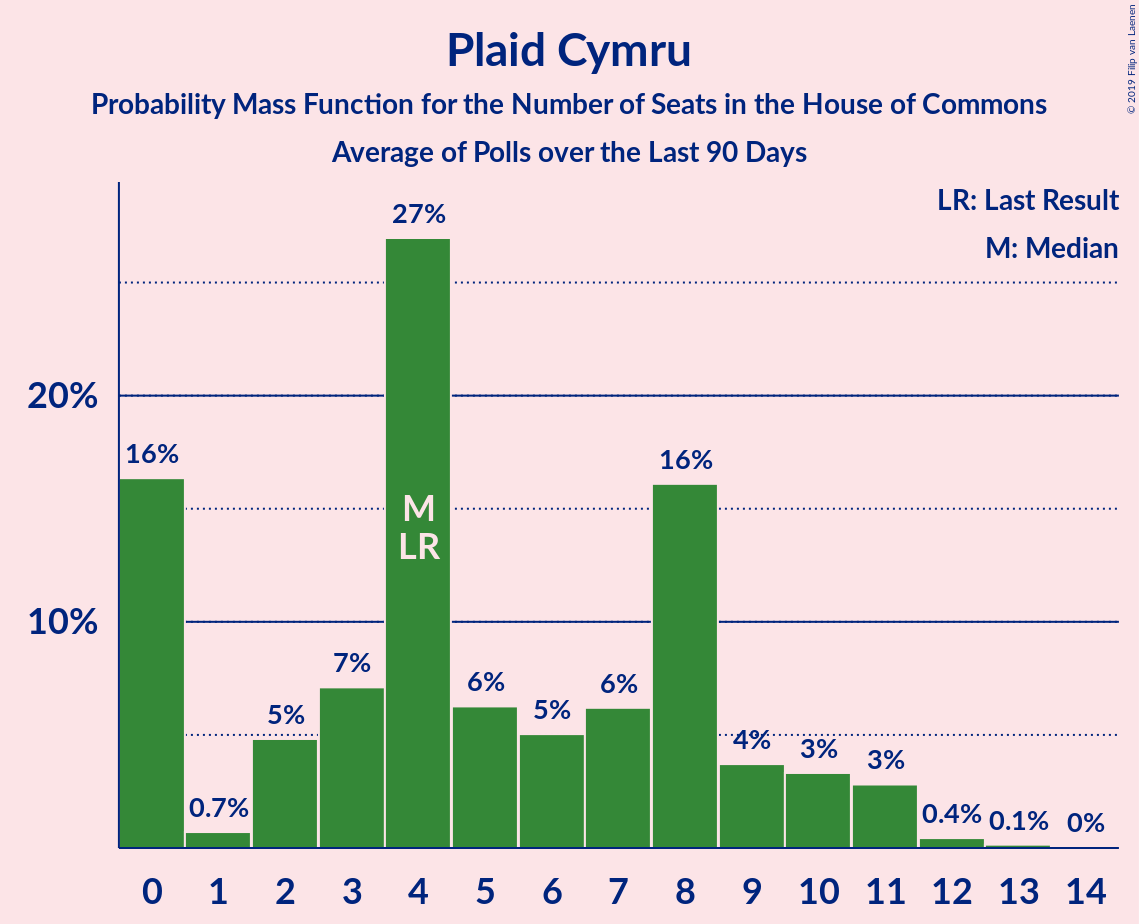 Plaid Cymru
Probability Mass Function for the Number of Seats in the House of Commons
Average of Polls over the Last 90 Days
© 2019 Filip van Laenen
LR: Last Result
M: Median
27%
20%
16%
16%
M
LR
10%
7%
6%
6%
5%
5%
4%
3%
3%
0.7%
0.4%
0.1%
0%
0 1 2 3 4 5 6 7 8 9 10 11 12 13 14